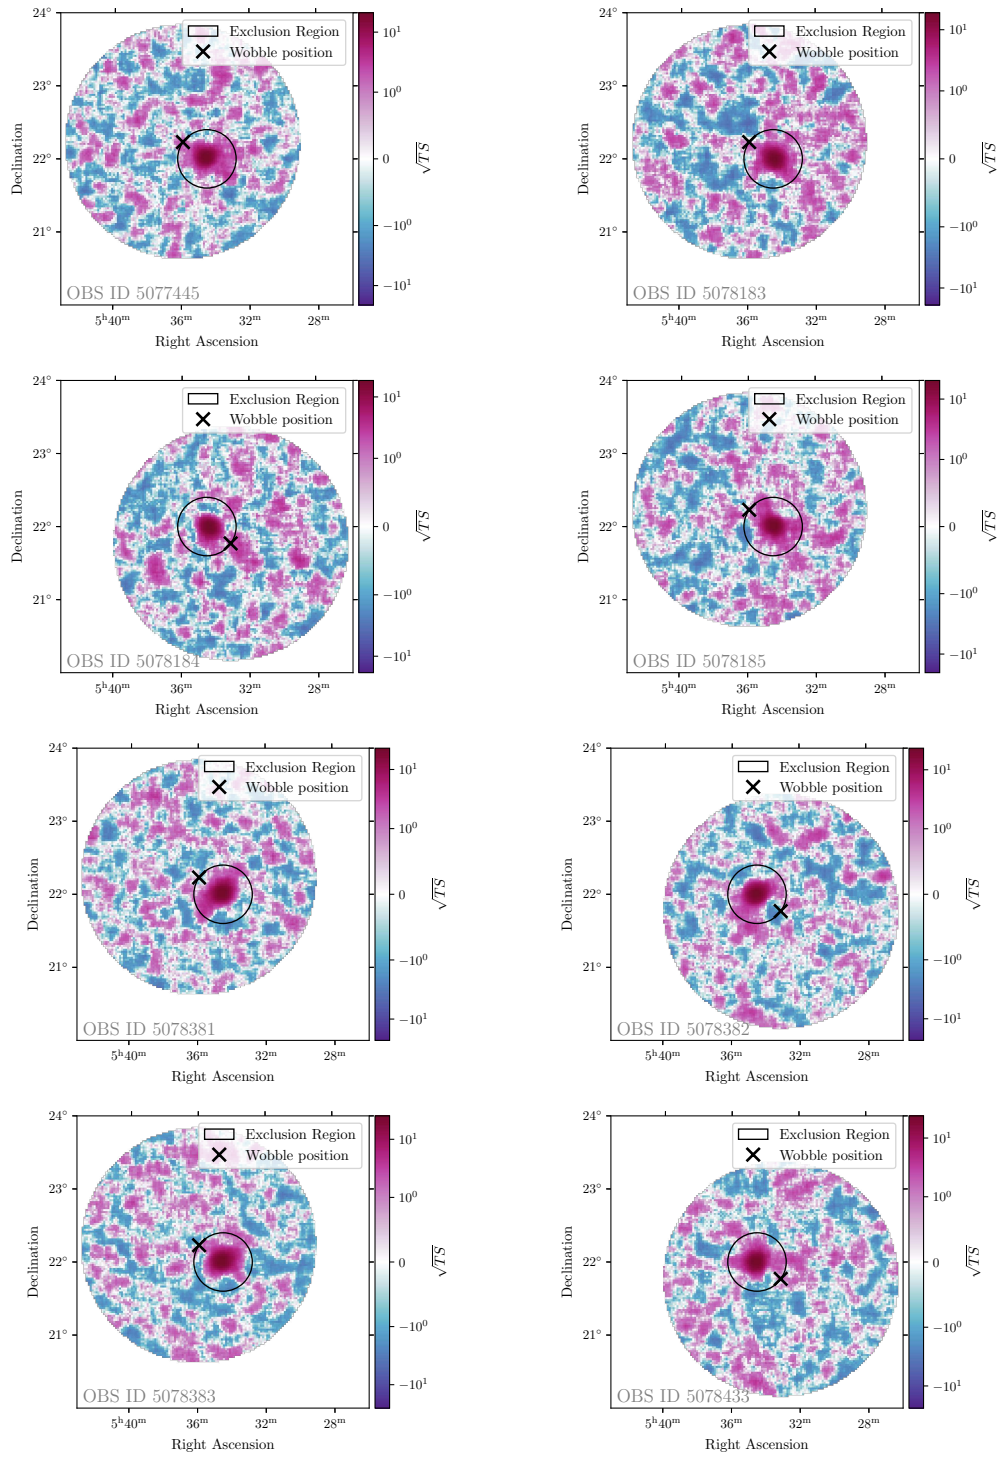 Exclusion Region
Wobble position
23°
22°
21°
Declination
5ʰ40ᵐ 36ᵐ 32ᵐ 28ᵐ
Right Ascension
OBS ID 5077445
10¹
10⁰
0
−10⁰
−10¹
√TS
Exclusion Region
Wobble position
24°
23°
22°
21°
Declination
5ʰ40ᵐ 36ᵐ 32ᵐ 28ᵐ
Right Ascension
OBS ID 5078183
10¹
10⁰
0
−10⁰
−10¹
√TS
Exclusion Region
Wobble position
24°
23°
22°
21°
Declination
5ʰ40ᵐ 36ᵐ 32ᵐ 28ᵐ
Right Ascension
OBS ID 5078184
10¹
10⁰
0
−10⁰
−10¹
√TS
Exclusion Region
Wobble position
24°
23°
22°
21°
Declination
5ʰ40ᵐ 36ᵐ 32ᵐ 28ᵐ
Right Ascension
OBS ID 5078185
10¹
10⁰
0
−10⁰
−10¹
√TS
Exclusion Region
Wobble position
24°
23°
22°
21°
Declination
5ʰ40ᵐ 36ᵐ 32ᵐ 28ᵐ
Right Ascension
OBS ID 5078381
10¹
10⁰
0
−10⁰
−10¹
√TS
Exclusion Region
Wobble position
24°
23°
22°
21°
Declination
5ʰ40ᵐ 36ᵐ 32ᵐ 28ᵐ
Right Ascension
OBS ID 5078382
10¹
10⁰
0
−10⁰
−10¹
√TS
Exclusion Region
Wobble position
24°
23°
22°
21°
Declination
5ʰ40ᵐ 36ᵐ 32ᵐ 28ᵐ
Right Ascension
OBS ID 5078383
10¹
10⁰
0
−10⁰
−10¹
√TS
Exclusion Region
Wobble position
24°
23°
22°
21°
Declination
5ʰ40ᵐ 36ᵐ 32ᵐ 28ᵐ
Right Ascension
OBS ID 5078433
10¹
10⁰
0
−10⁰
−10¹
√TS